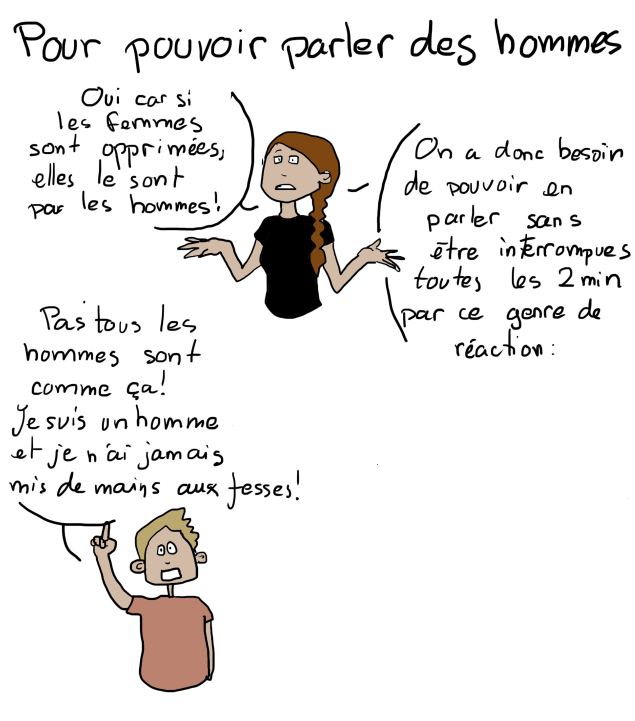 Pour pouvoir parler des hommes
Oui car si
les femmes
sont opprimées,
elles le sont
par les hommes!
On a donc besoin
de pouvoir en
parler sans
être interrompues
toutes les 2 min
par ce genre de
réaction :
Pas tous les
hommes sont
comme ça!
Je suis un homme
et je n'ai jamais
mis de mains aux fesses!